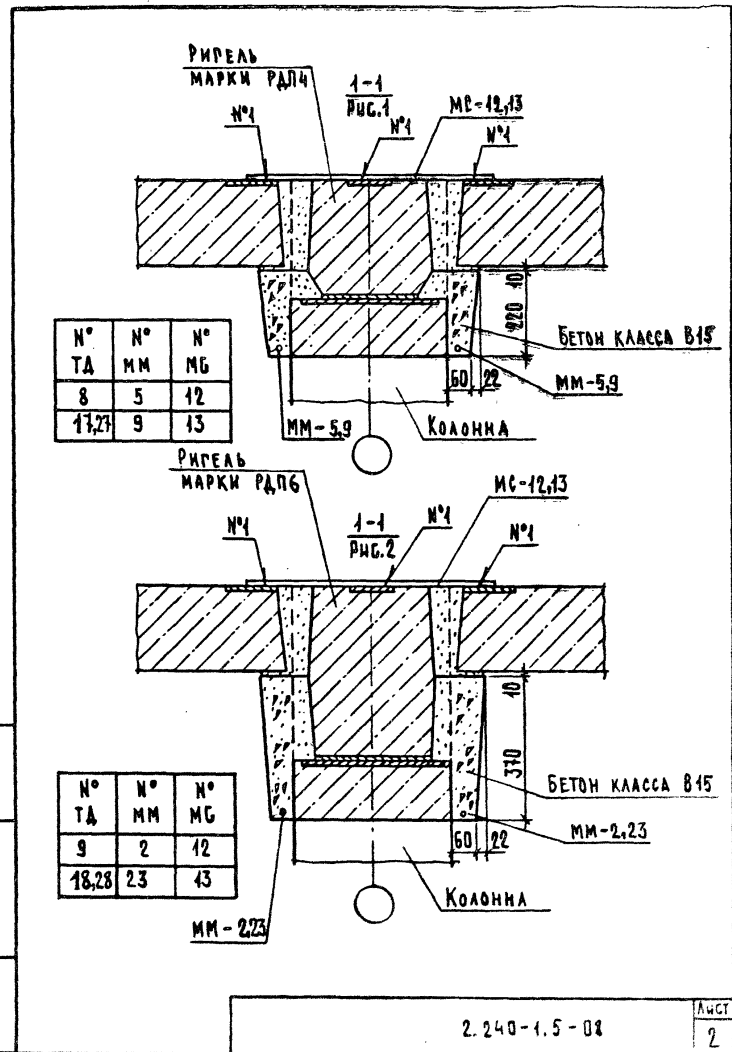 Ригель
марки РДП4
1-1
Рис.1
МС-12,13
№1
№1
№1
10
220
Бетон класса В15
60
22
ММ-5,9
ММ-5,9
Колонна
№ ТД
№ ММ
№ МС
8 5 12
17,27 9 13
Ригель
марки РДП6
1-1
Рис.2
МС-12,13
№1
№1
№1
10
370
Бетон класса В15
60
22
ММ-2,23
ММ-2,23
Колонна
№ ТД
№ ММ
№ МС
9 2 12
18,28 23 13
2.240-1.5-08
Лист
2